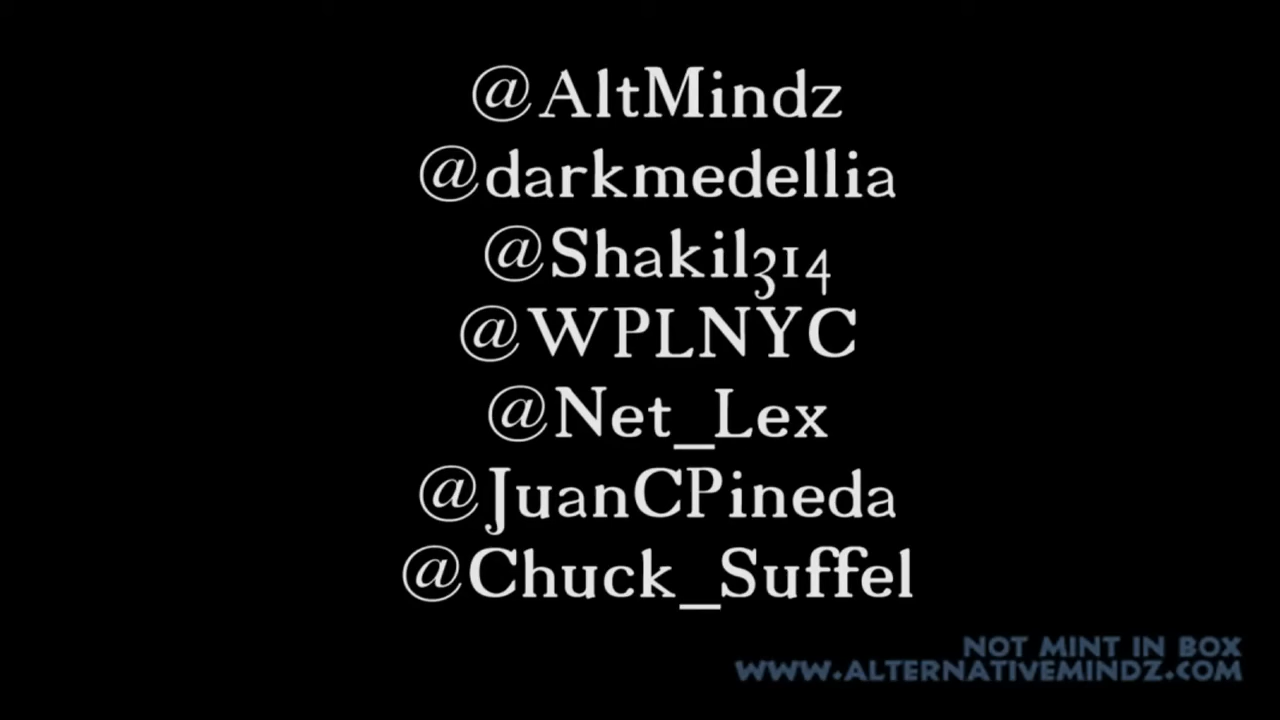 @AltMindz
@darkmedellia
@Shakil314
@WPLNYC
@Net_Lex
@JuanCPineda
@Chuck_Suffel
NOT MINT IN BOX
WWW.ALTERNATIVEMINDZ.COM